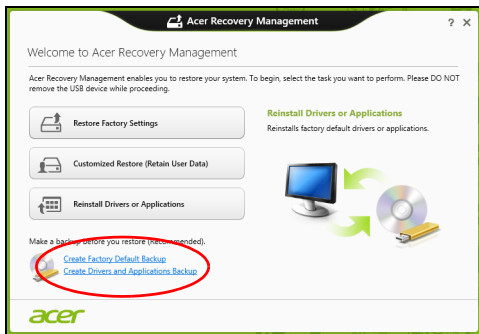 Acer Recovery Management
? ×
Welcome to Acer Recovery Management
Acer Recovery Management enables you to restore your system. To begin, select the task you want to perform. Please DO NOT
remove the USB device while proceeding.
Restore Factory Settings
Customized Restore (Retain User Data)
Reinstall Drivers or Applications
Reinstall Drivers or Applications
Reinstalls factory default drivers or applications.
Make a backup before you restore (Recommended).
Create Factory Default Backup
Create Drivers and Applications Backup
acer